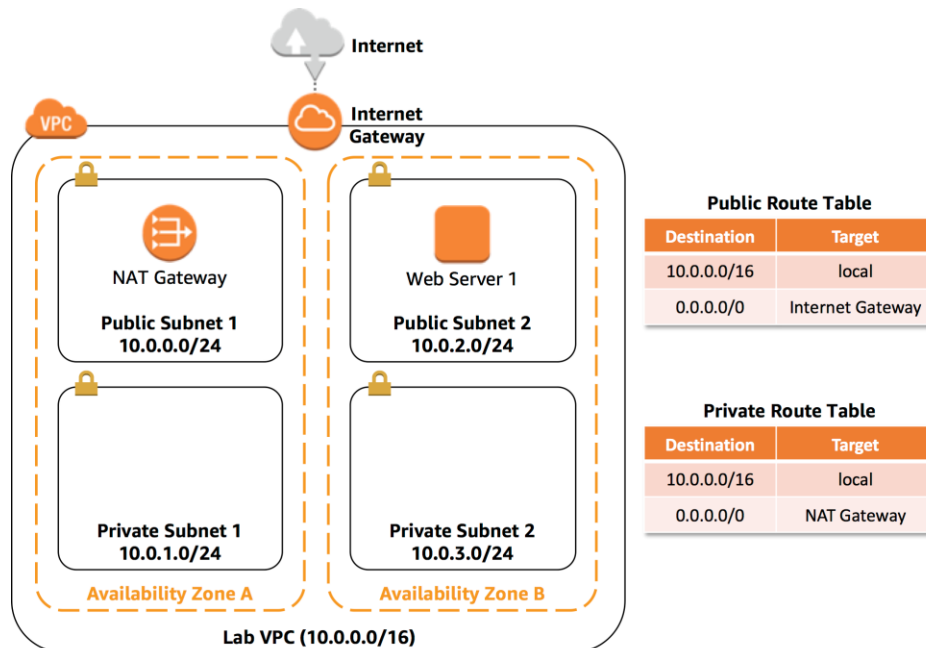 Internet
Internet
Gateway
VPC
NAT Gateway
Public Subnet 1
10.0.0.0/24
Web Server 1
Public Subnet 2
10.0.2.0/24
Private Subnet 1
10.0.1.0/24
Private Subnet 2
10.0.3.0/24
Availability Zone A
Availability Zone B
Lab VPC (10.0.0.0/16)
Public Route Table
Destination Target
10.0.0.0/16 local
0.0.0.0/0 Internet Gateway
Private Route Table
Destination Target
10.0.0.0/16 local
0.0.0.0/0 NAT Gateway